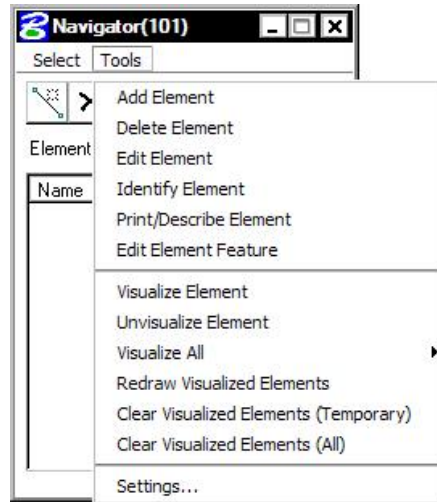 Navigator(101)
Select Tools
Add Element
Delete Element
Element
Edit Element
Name
Identify Element
Print/Describe Element
Edit Element Feature
Visualize Element
Unvisualize Element
Visualize All
Redraw Visualized Elements
Clear Visualized Elements (Temporary)
Clear Visualized Elements (All)
Settings...